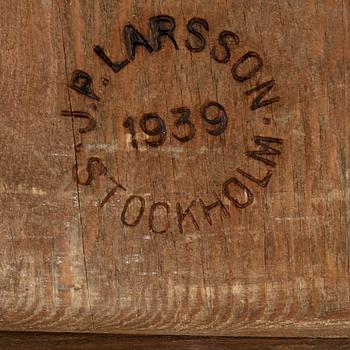 J.P. LARSSON
1939
· STOCKHOLM ·